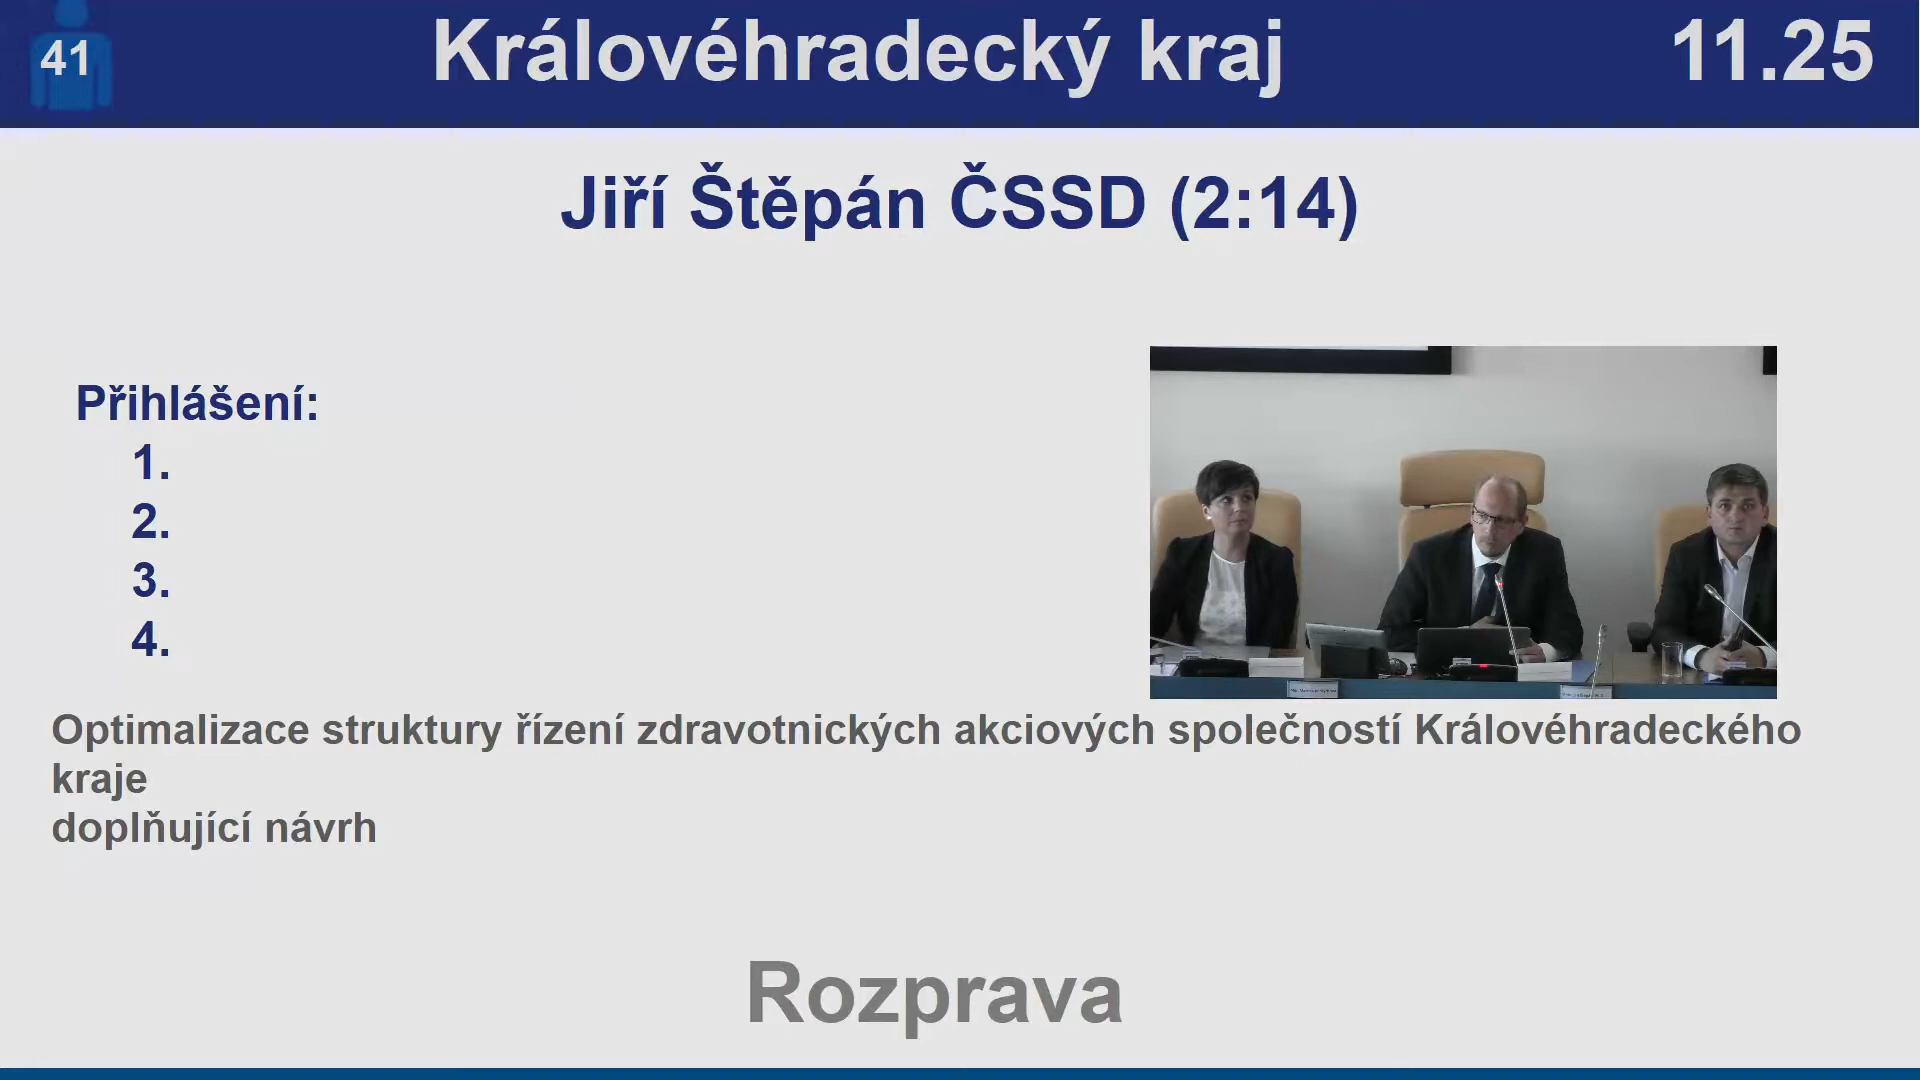 41
Královéhradecký kraj
11.25
Jiří Štěpán ČSSD (2:14)
Přihlášení:
1.
2.
3.
4.
Optimalizace struktury řízení zdravotnických akciových společností Královéhradeckého
kraje
doplňující návrh
Rozprava